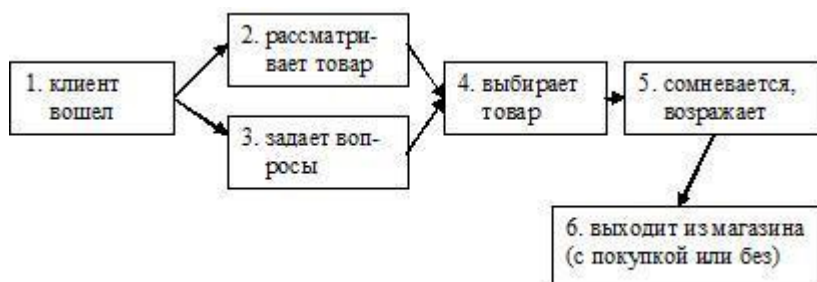 1. клиент
вошел
2. рассматри-
вает товар
3. задает воп-
росы
4. выбирает
товар
5. сомневается,
возражает
6. выходит из магазина
(с покупкой или без)